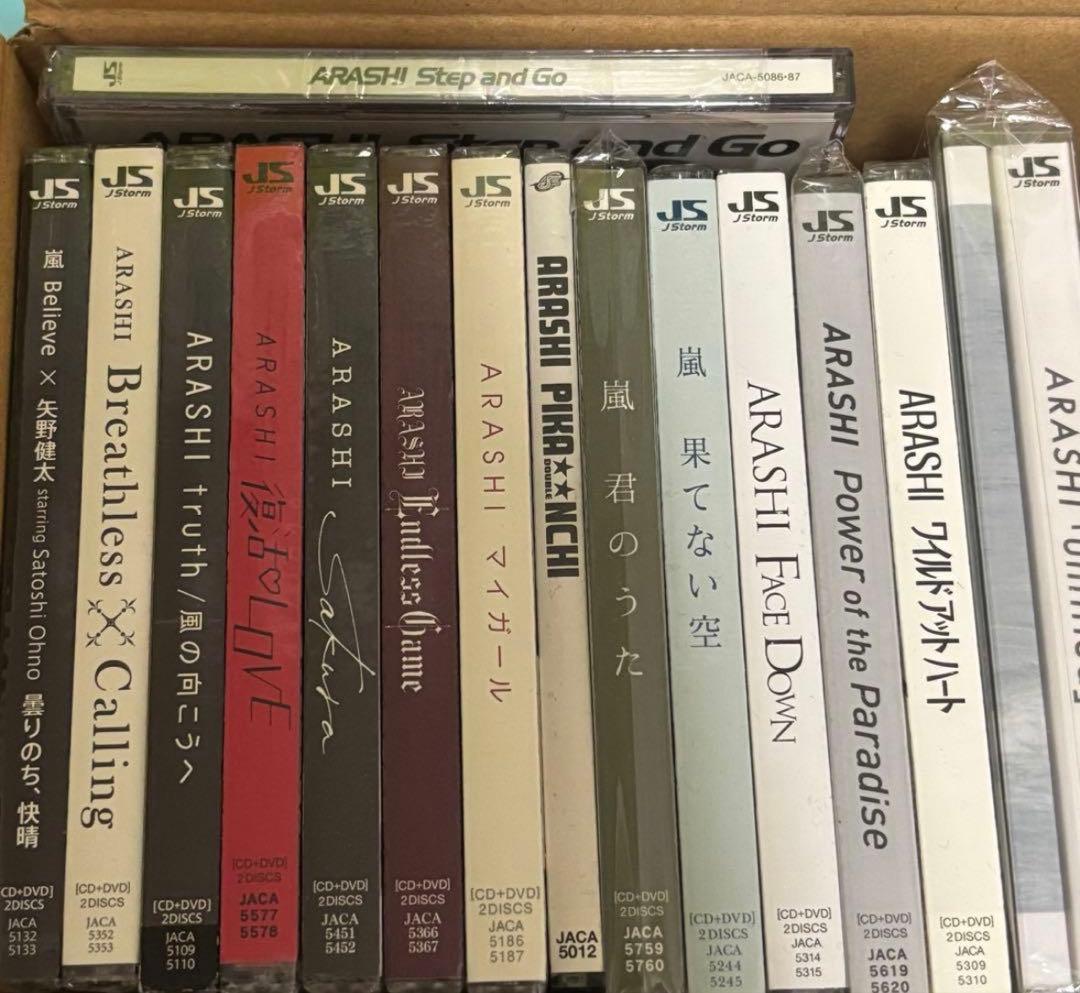 JS
J Storm
ARASHI Step and Go
JACA-5086•87
ARASHI Step and Go
JS
J Storm
嵐 Believe × 矢野健太 starring Satoshi Ohno 曇りのち、快晴
[CD+DVD]
2DISCS
JACA
5132
5133
JS
J Storm
ARASHI Breathless × Calling
[CD+DVD]
2DISCS
JACA
5352
5353
JS
J Storm
ARASHI truth / 風の向こうへ
[CD+DVD]
2DISCS
JACA
5109
5110
JS
J Storm
ARASHI 復活♡LOVE
[CD+DVD]
2DISCS
JACA
5577
5578
JS
J Storm
ARASHI Sakura
[CD+DVD]
2DISCS
JACA
5451
5452
JS
J Storm
ARASHI Endless Game
[CD+DVD]
2DISCS
JACA
5366
5367
JS
J Storm
ARASHI マイガール
[CD+DVD]
2DISCS
JACA
5186
5187
ARASHI PIKA★★NCHI
DOUBLE
JACA
5012
JS
J Storm
嵐 君のうた
[CD+DVD]
2DISCS
JACA
5759
5760
JS
J Storm
嵐 果てない空
[CD+DVD]
2DISCS
JACA
5244
5245
JS
J Storm
ARASHI FACE DOWN
[CD+DVD]
2DISCS
JACA
5314
5315
JS
J Storm
ARASHI Power of the Paradise
[CD+DVD]
2DISCS
JACA
5619
5620
JS
J Storm
ARASHI ワイルドアットハート
[CD+DVD]
2DISCS
JACA
5309
5310
JS
J Storm
ARASHI